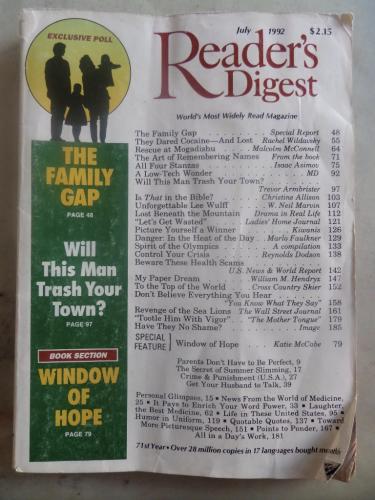 EXCLUSIVE POLL
THE
FAMILY
GAP
PAGE 48
Will
This Man
Trash Your
Town?
PAGE 97
BOOK SECTION
WINDOW
OF
HOPE
PAGE 79
July 1992 $2.15
Reader's
Digest
World's Most Widely Read Magazine
The Family Gap . . . . . . . . . . Special Report 48
They Dared Cocaine—And Lost Rachel Wildavsky 55
Rescue at Mogadishu . . . . Malcolm McConnell 64
The Art of Remembering Names From the book 71
All Four Stanzas . . . . . . . . . . Isaac Asimov 75
A Low-Tech Wonder . . . . . . . . . . MD 92
Will This Man Trash Your Town?
Trevor Armbrister 97
Is That in the Bible? . . . . . . Christine Allison 103
Unforgettable Lee Wulff . . . . W. Neil Marvin 107
Lost Beneath the Mountain . Drama in Real Life 112
"Let's Get Wasted" . . . . Ladies' Home Journal 121
Picture Yourself a Winner . . . . . . Kiwanis 126
Danger: In the Heat of the Day . Marlo Faulkner 129
Spirit of the Olympics . . . . . . A compilation 133
Control Your Crisis . . . . . . Reynolds Dodson 138
Beware These Health Scams
U.S. News & World Report 142
My Paper Dream . . . . . . William M. Hendryx 147
To the Top of the World . . Cross Country Skier 152
Don't Believe Everything You Hear
"You Know What They Say" 158
Revenge of the Sea Lions The Wall Street Journal 161
"Tootle Him With Vigor" . . "The Mother Tongue" 179
Have They No Shame? . . . . . . Image 185
SPECIAL
FEATURE
Window of Hope . . . . Katie McCabe 79
Parents Don't Have to Be Perfect, 9
The Secret of Summer Slimming, 17
Crime & Punishment (U.S.A.), 27
Get Your Husband to Talk, 39
Personal Glimpses, 15 • News From the World of Medicine,
25 • It Pays to Enrich Your Word Power, 33 • Laughter,
the Best Medicine, 62 • Life in These United States, 95 •
Humor in Uniform, 119 • Quotable Quotes, 137 • Toward
More Picturesque Speech, 151 • Points to Ponder, 167 •
All in a Day's Work, 181
71st Year • Over 28 million copies in 17 languages bought monthly